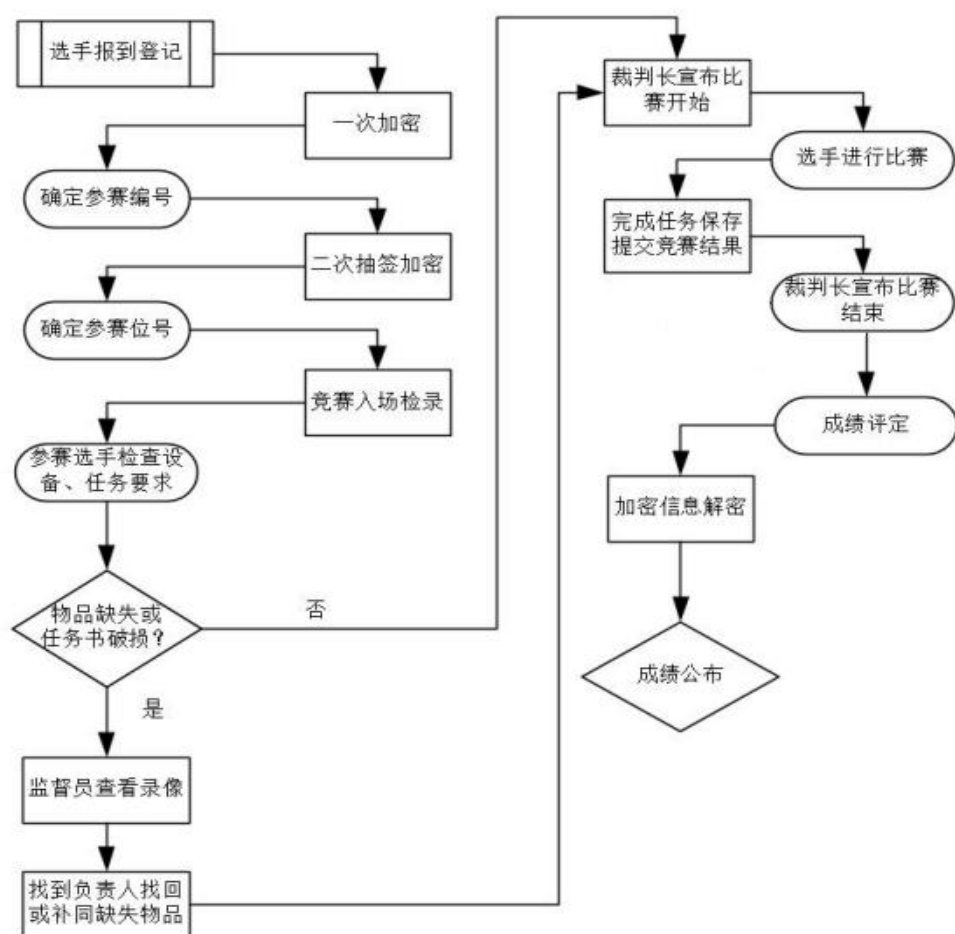 选手报到登记
一次加密
确定参赛编号
二次抽签加密
确定参赛位号
竞赛入场检录
参赛选手检查设
备、任务要求
物品缺失或
任务书破损？
否
是
监督员查看录像
找到负责人找回
或补同缺失物品
裁判长宣布比
赛开始
选手进行比赛
完成任务保存
提交竞赛结果
裁判长宣布比赛
结束
成绩评定
加密信息解密
成绩公布